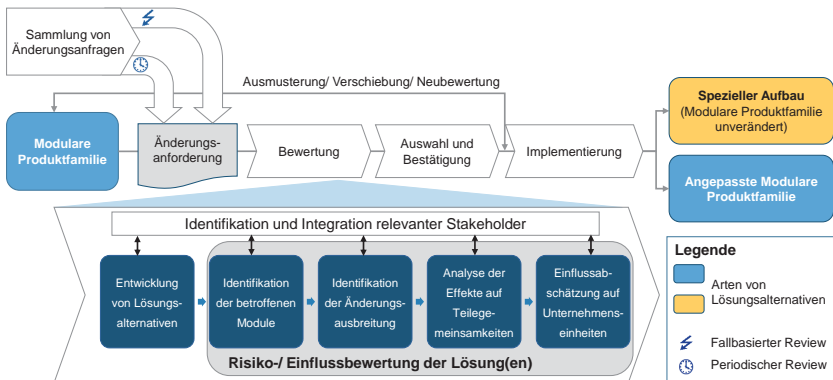 Sammlung von
Änderungsanfragen
Ausmusterung/ Verschiebung/ Neubewertung
Modulare
Produktfamilie
Änderungs-
anforderung
Bewertung
Auswahl und
Bestätigung
Implementierung
Spezieller Aufbau
(Modulare Produktfamilie
unverändert)
Angepasste Modulare
Produktfamilie
Identifikation und Integration relevanter Stakeholder
Entwicklung
von Lösungs-
alternativen
Identifikation
der betroffenen
Module
Identifikation
der Änderungs-
ausbreitung
Analyse der
Effekte auf
Teilege-
meinsamkeiten
Einflussab-
schätzung auf
Unternehmens-
einheiten
Risiko-/ Einflussbewertung der Lösung(en)
Legende
Arten von
Lösungsalternativen
Fallbasierter Review
Periodischer Review